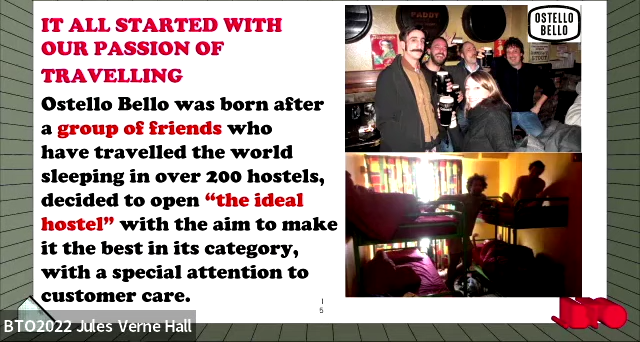 IT ALL STARTED WITH
OUR PASSION OF
TRAVELLING
Ostello Bello was born after
a group of friends who
have travelled the world
sleeping in over 200 hostels,
decided to open “the ideal
hostel” with the aim to make
it the best in its category,
with a special attention to
customer care.
PADDY
OSTELLO
BELLO
5
BTO2022 Jules Verne Hall
BTO